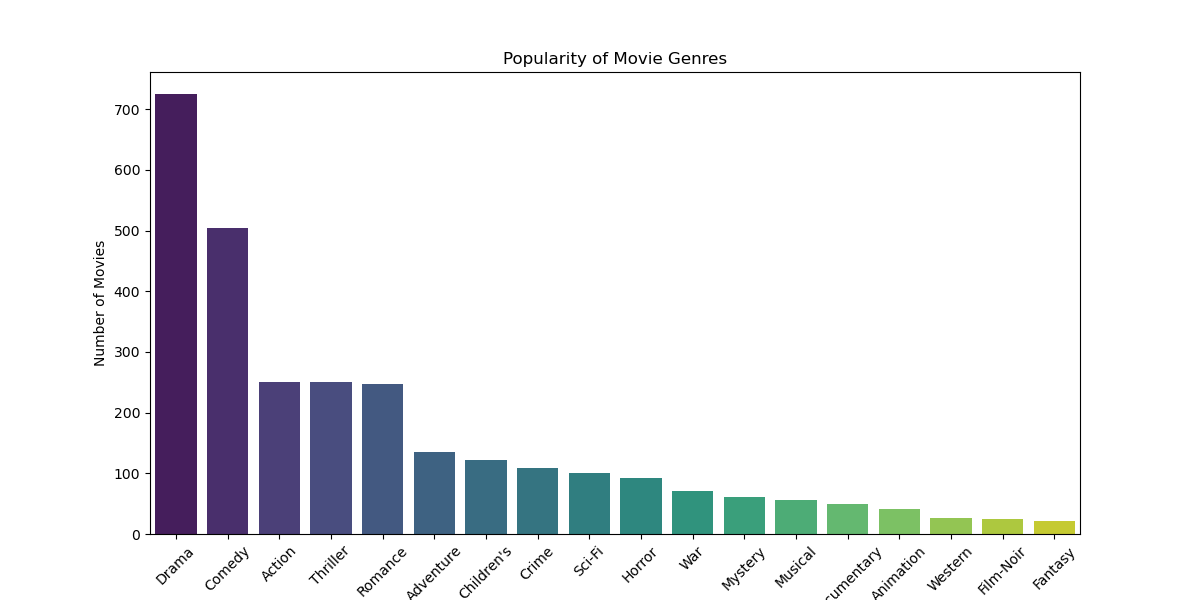 Popularity of Movie Genres
Number of Movies
700
600
500
400
300
200
100
0
Drama
Comedy
Action
Thriller
Romance
Adventure
Children's
Crime
Sci-Fi
Horror
War
Mystery
Musical
cumentary
Animation
Western
Film-Noir
Fantasy